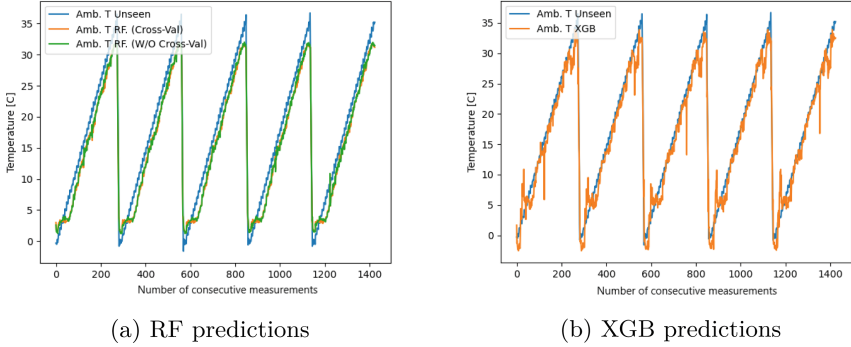 Amb. T Unseen
Amb. T RF. (Cross-Val)
Amb. T RF. (W/O Cross-Val)
Temperature [C]
35
30
25
20
15
10
5
0
0 200 400 600 800 1000 1200 1400
Number of consecutive measurements
(a) RF predictions
Amb. T Unseen
Amb. T XGB
Temperature [C]
35
30
25
20
15
10
5
0
0 200 400 600 800 1000 1200 1400
Number of consecutive measurements
(b) XGB predictions